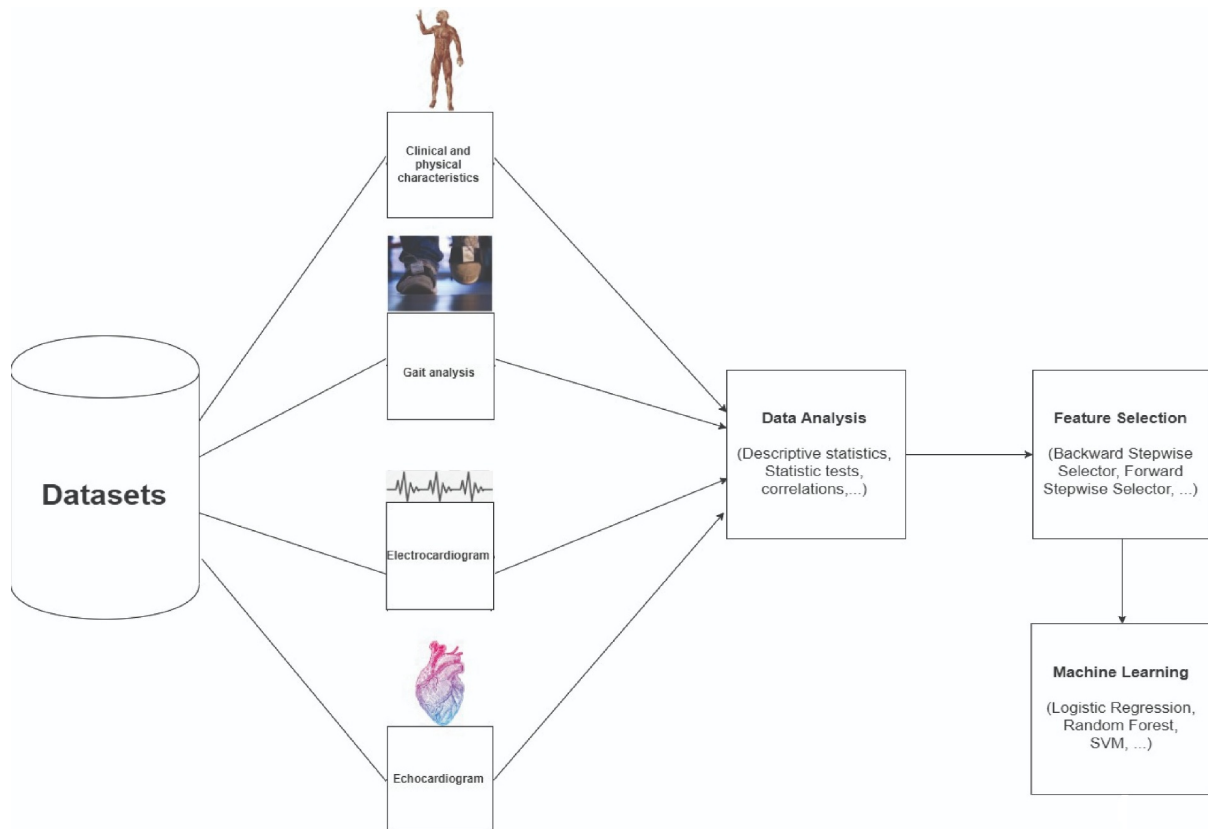 Clinical and
physical
characteristics
Gait analysis
Datasets
Electrocardiogram
Echocardiogram
Data Analysis
(Descriptive statistics,
Statistic tests,
correlations,...)
Feature Selection
(Backward Stepwise
Selector, Forward
Stepwise Selector, ...)
Machine Learning
(Logistic Regression,
Random Forest,
SVM, ...)